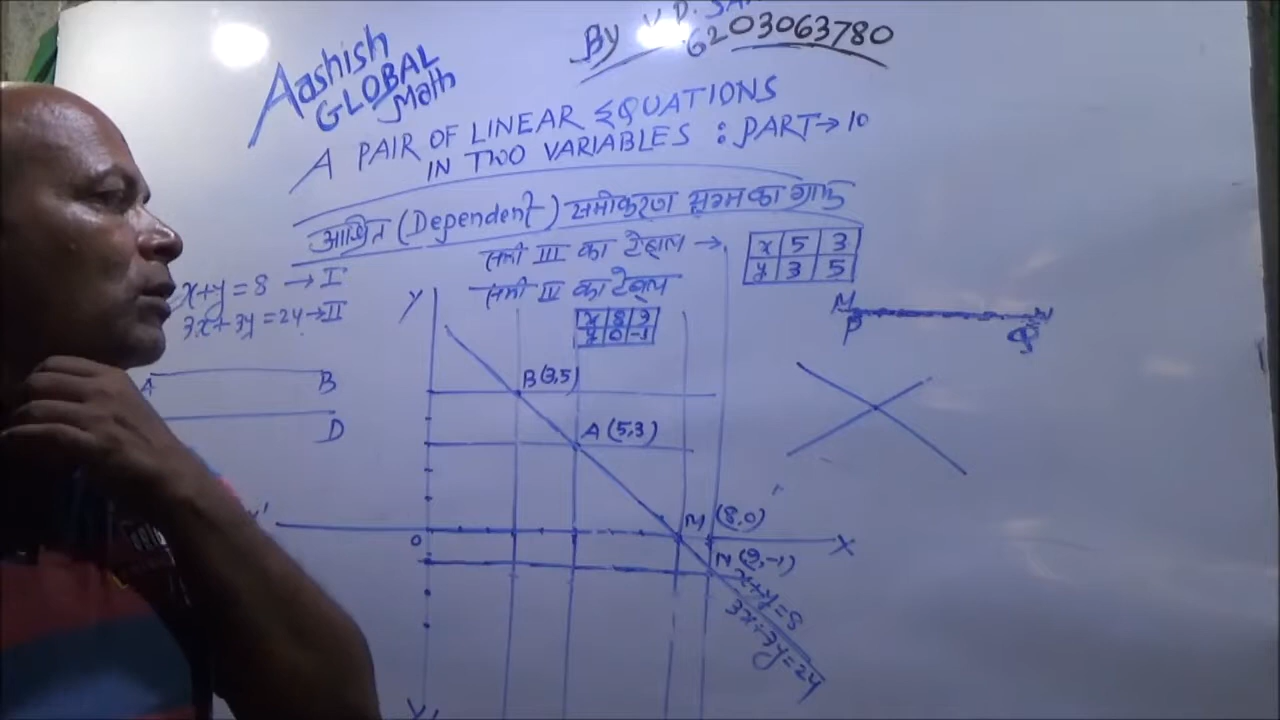 Aashish
GLOBAL
Math
By V.D.
6203063780
A PAIR OF LINEAR EQUATIONS
IN TWO VARIABLES : PART → 10
आश्रित (Dependent) समीकरण युग्म का ग्राफ
समी III का टेबुल →
x 5 3
y 3 5
समी IV का टेबुल
x 8 9
y 0 -1
x+y=8 → I
3x+3y=24 → II
A B
D
M N
P Q
Y
B(3,5)
A(5,3)
M (8,0)
O
X
N(9,-1)
x+y=8
3x+3y=24
Y'